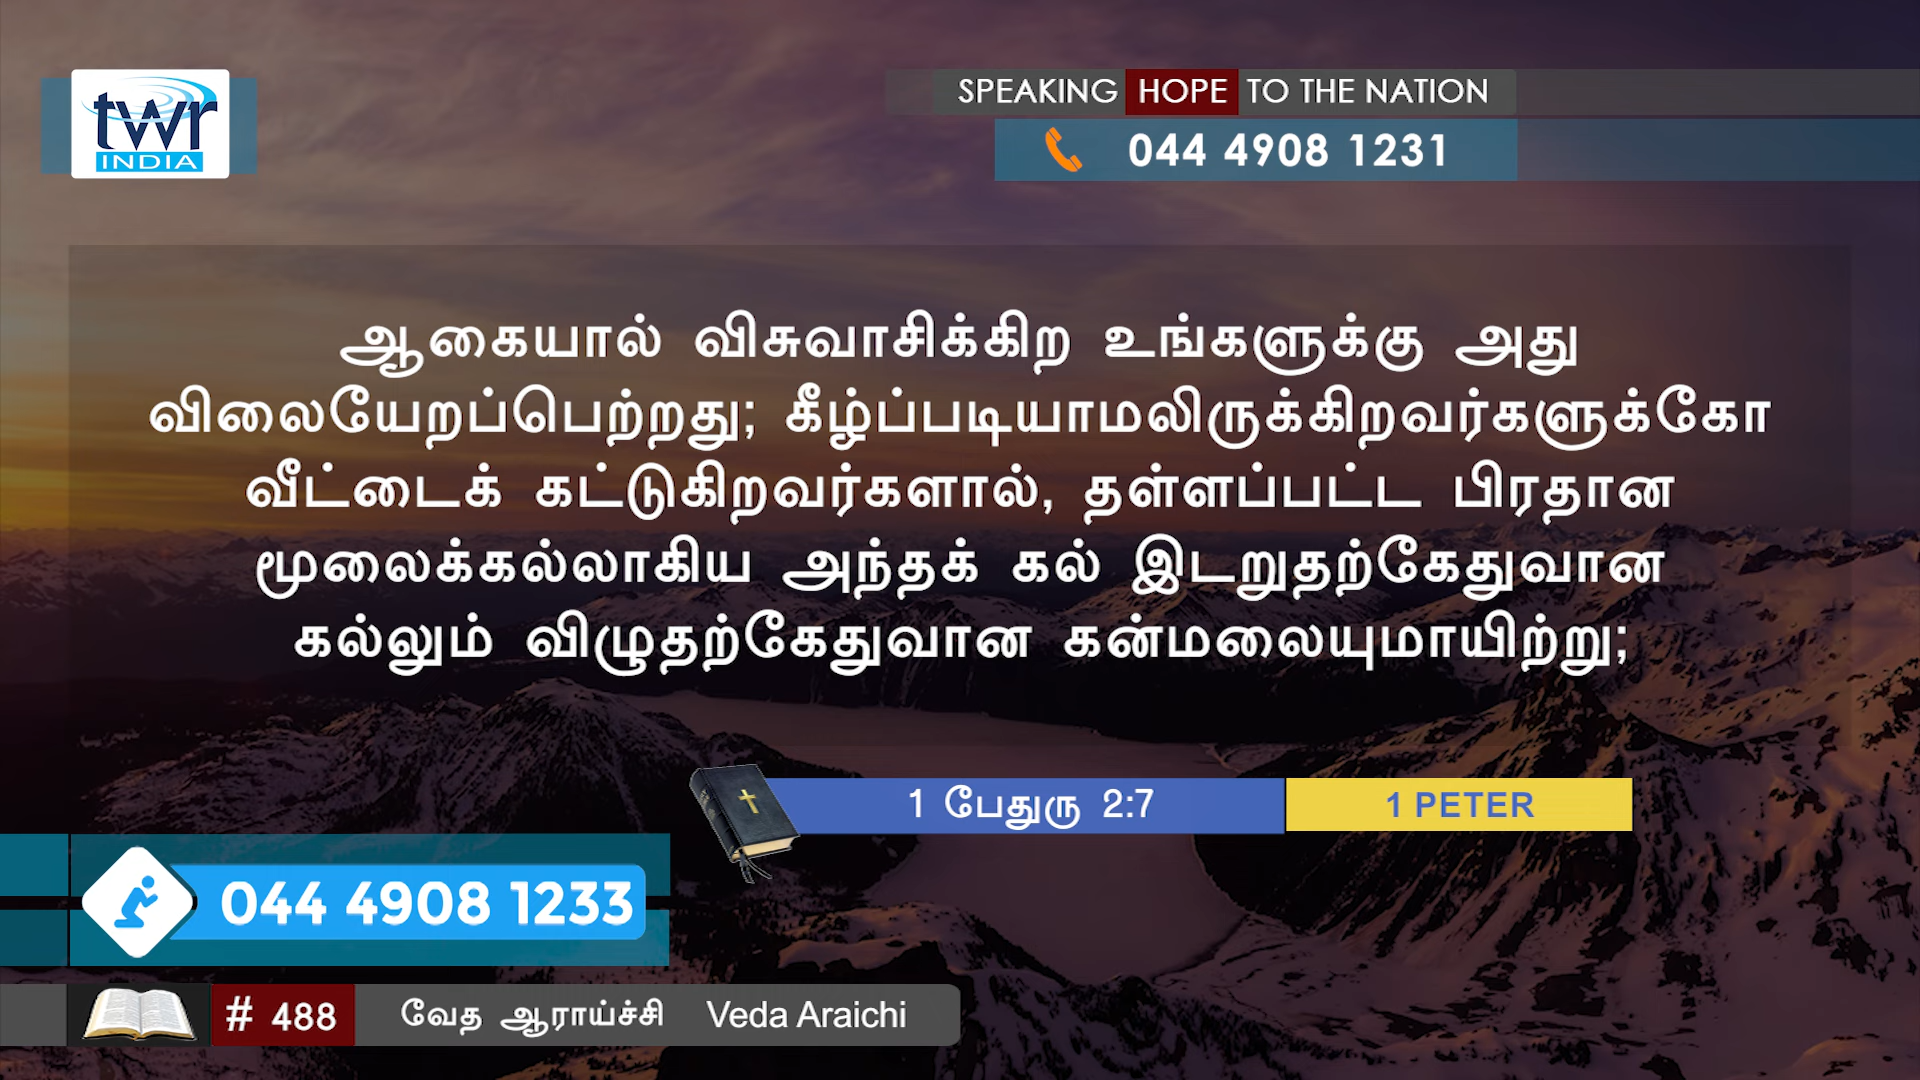 twr
INDIA
SPEAKING HOPE TO THE NATION
044 4908 1231
ஆகையால் விசுவாசிக்கிற உங்களுக்கு அது
விலையேறப்பெற்றது; கீழ்ப்படியாமலிருக்கிறவர்களுக்கோ
வீட்டைக் கட்டுகிறவர்களால், தள்ளப்பட்ட பிரதான
மூலைக்கல்லாகிய அந்தக் கல் இடறுதற்கேதுவான
கல்லும் விழுதற்கேதுவான கன்மலையுமாயிற்று;
1 பேதுரு 2:7
1 PETER
044 4908 1233
# 488 வேத ஆராய்ச்சி Veda Araichi